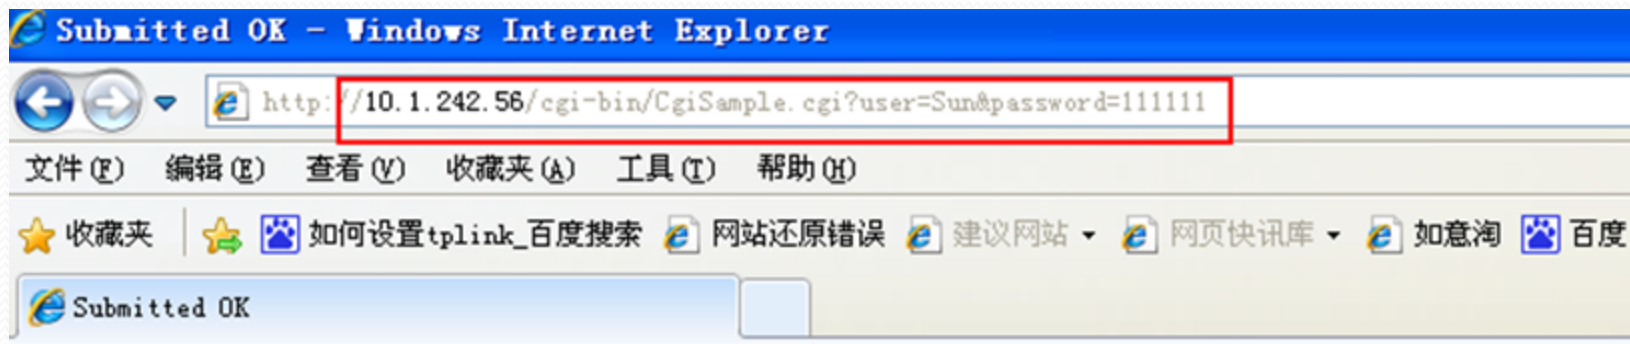 Submitted OK - Windows Internet Explorer
http://10.1.242.56/cgi-bin/CgiSample.cgi?user=Sun&password=111111
文件(F) 编辑(E) 查看(V) 收藏夹(A) 工具(T) 帮助(H)
收藏夹 如何设置tplink_百度搜索 网站还原错误 建议网站 网页快讯库 如意淘 百度
Submitted OK